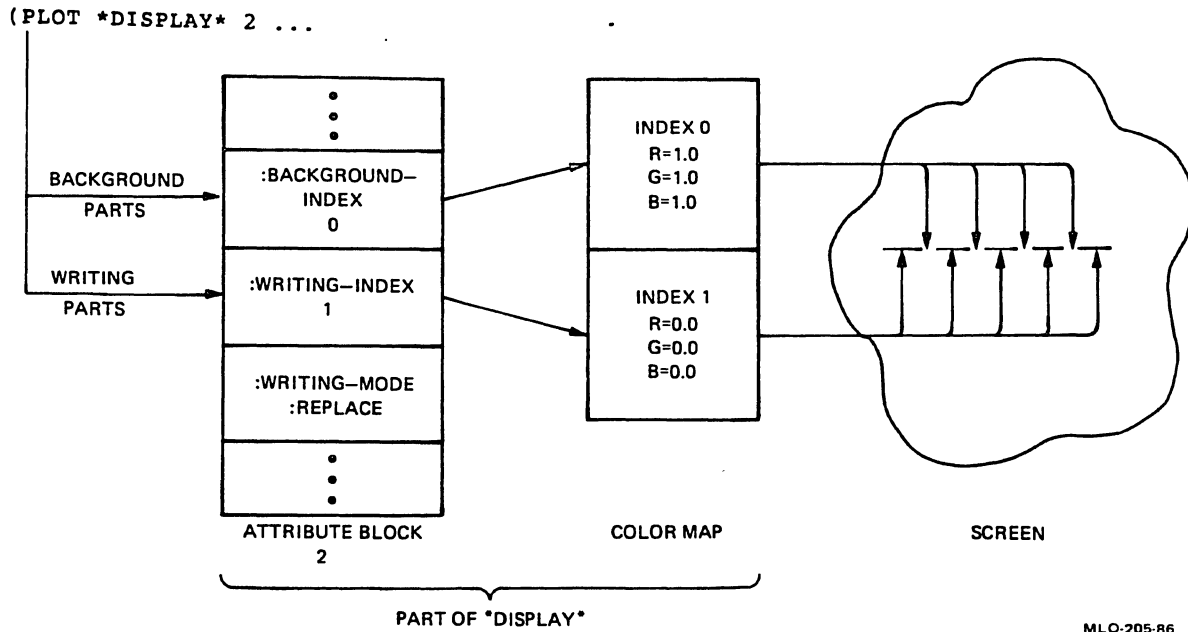 (PLOT *DISPLAY* 2 ...
BACKGROUND
PARTS
WRITING
PARTS
:BACKGROUND–
INDEX
0
:WRITING–INDEX
1
:WRITING–MODE
:REPLACE
ATTRIBUTE BLOCK
2
INDEX 0
R=1.0
G=1.0
B=1.0
INDEX 1
R=0.0
G=0.0
B=0.0
COLOR MAP
SCREEN
PART OF *DISPLAY*
MLO-205-86